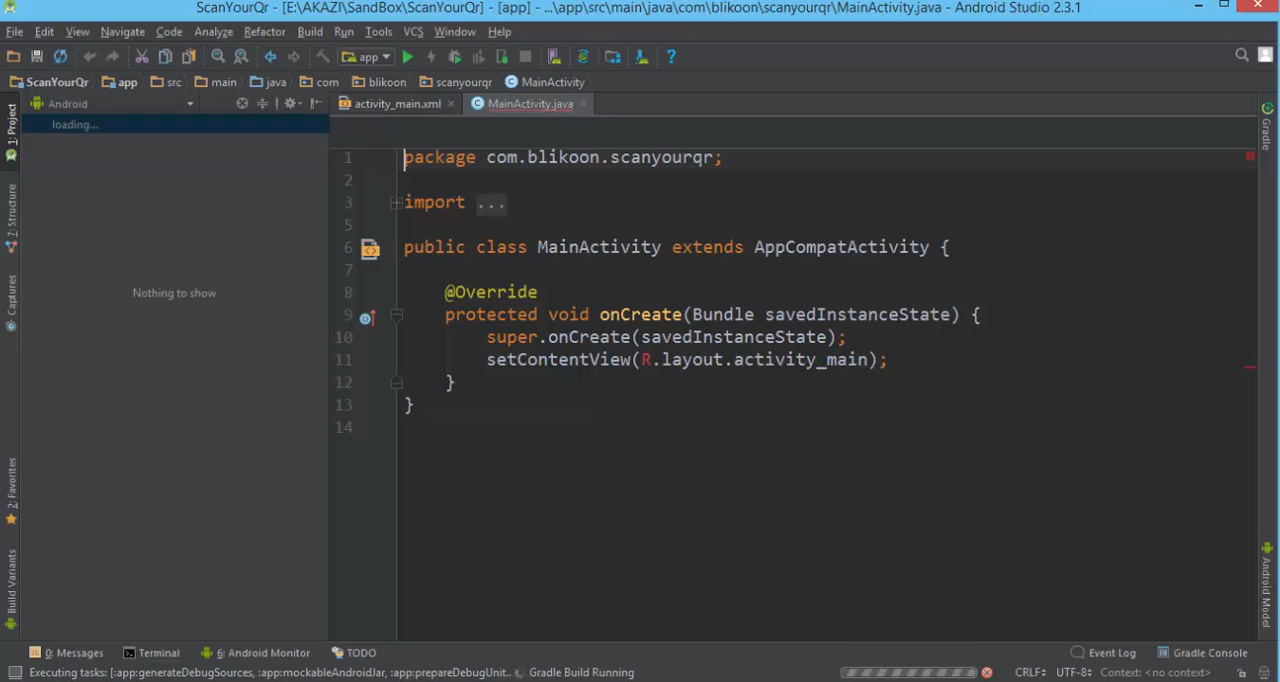 ScanYourQr - [E:\AKAZI\SandBox\ScanYourQr] - [app] - ...\app\src\main\java\com\blikoon\scanyourqr\MainActivity.java - Android Studio 2.3.1
File Edit View Navigate Code Analyze Refactor Build Run Tools VCS Window Help
app
ScanYourQr app src main java com blikoon scanyourqr MainActivity
Android
activity_main.xml MainActivity.java
loading...
Nothing to show
1 package com.blikoon.scanyourqr;
2
3 import ...
5
6 public class MainActivity extends AppCompatActivity {
7
8 @Override
9 protected void onCreate(Bundle savedInstanceState) {
10 super.onCreate(savedInstanceState);
11 setContentView(R.layout.activity_main);
12 }
13 }
14
1: Project
7: Structure
Captures
2: Favorites
Build Variants
Gradle
Android Model
0: Messages Terminal 6: Android Monitor TODO Event Log Gradle Console
Executing tasks: [:app:generateDebugSources, :app:mockableAndroidJar, :app:prepareDebugUnit... Gradle Build Running CRLF UTF-8 Context: <no context>